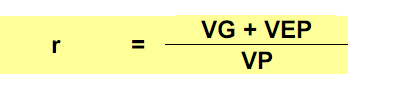 VG + VEP
r =
VP